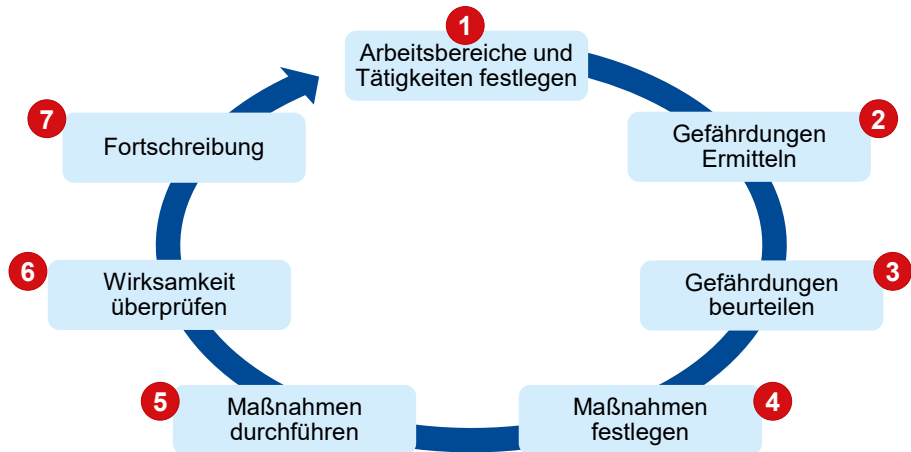 1
Arbeitsbereiche und
Tätigkeiten festlegen
2
Gefährdungen
Ermitteln
3
Gefährdungen
beurteilen
4
Maßnahmen
festlegen
5
Maßnahmen
durchführen
6
Wirksamkeit
überprüfen
7
Fortschreibung